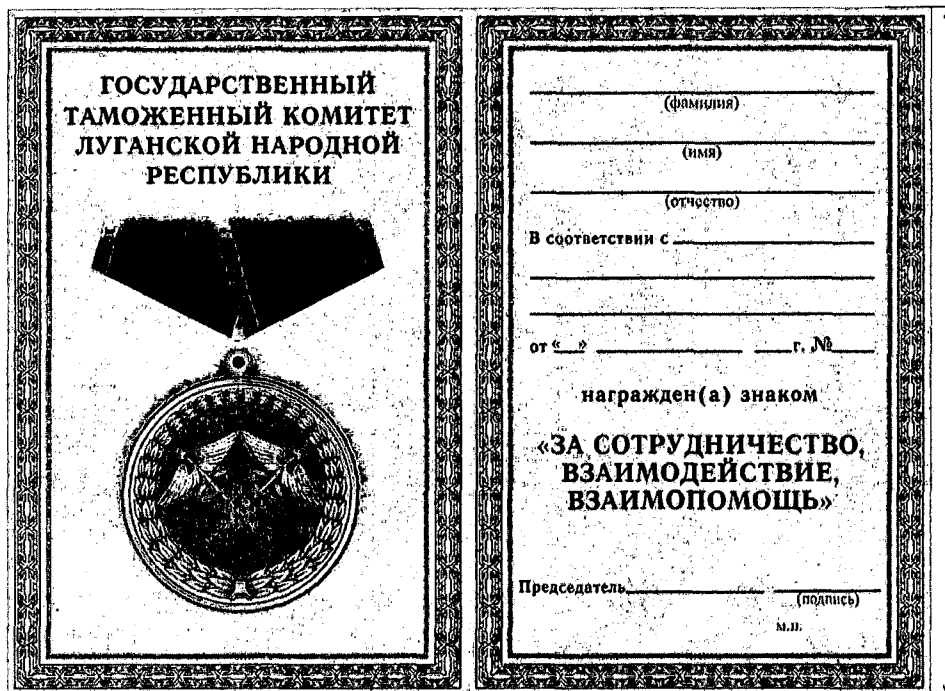 ГОСУДАРСТВЕННЫЙ
ТАМОЖЕННЫЙ КОМИТЕТ
ЛУГАНСКОЙ НАРОДНОЙ
РЕСПУБЛИКИ
(фамилия)
(имя)
(отчество)
В соответствии с
от «__» ____ г. №
награжден(а) знаком
«ЗА СОТРУДНИЧЕСТВО,
ВЗАИМОДЕЙСТВИЕ,
ВЗАИМОПОМОЩЬ»
Председатель
(подпись)
м.п.